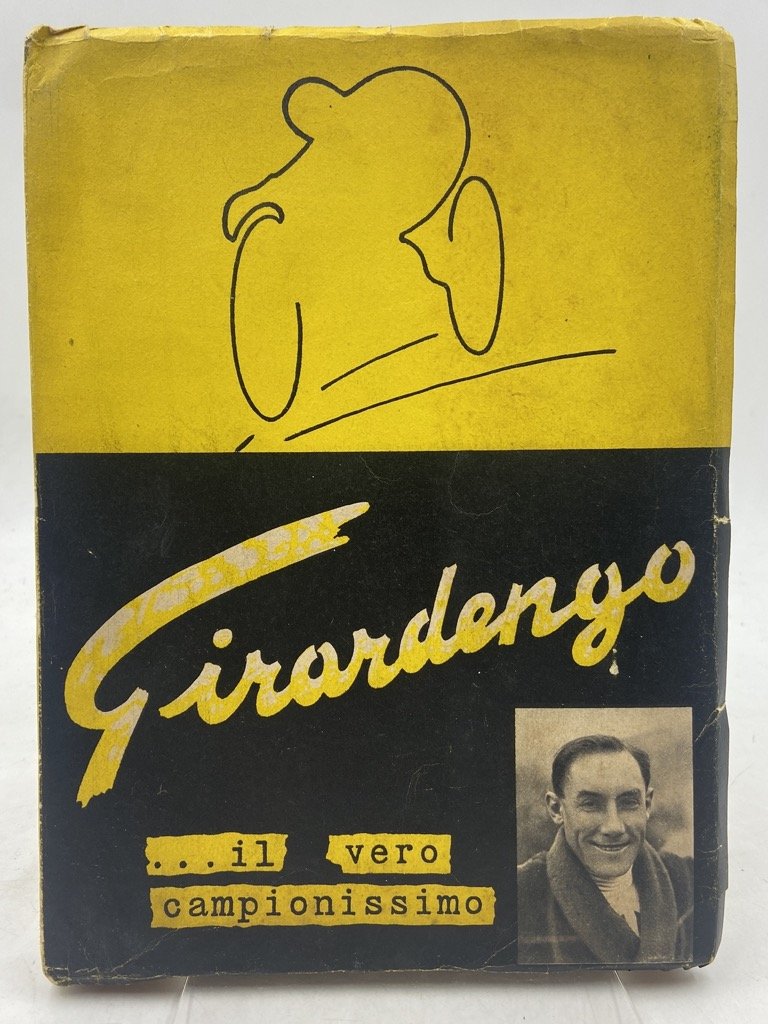 Girardengo
...il vero
campionissimo